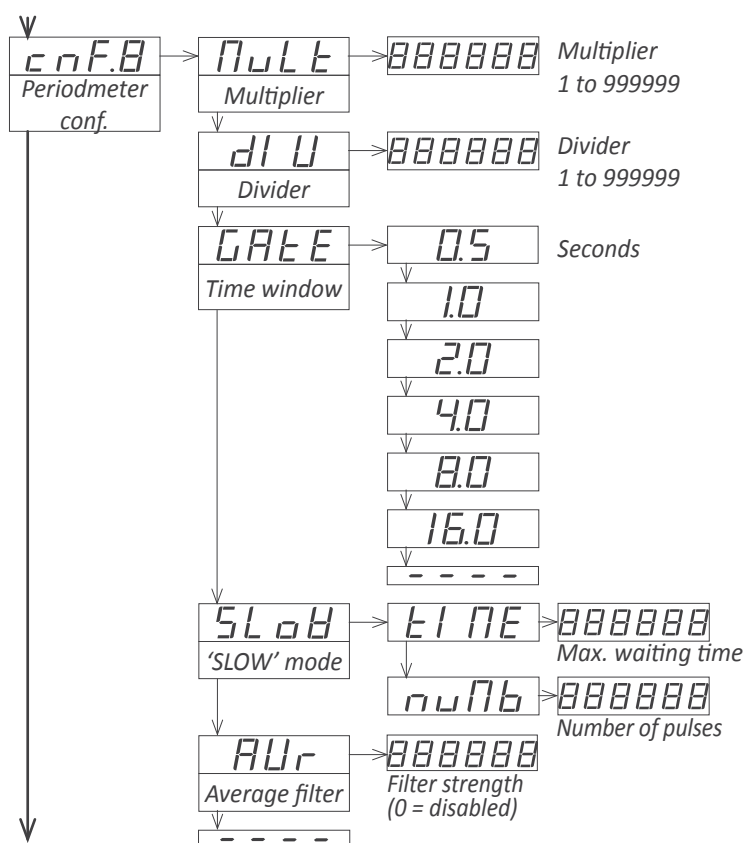 cnF.8
Periodmeter
conf.
MuLt
Multiplier
888888
Multiplier
1 to 999999
dIU
Divider
888888
Divider
1 to 999999
GAtE
Time window
0.5
Seconds
1.0
2.0
4.0
8.0
16.0
- - - -
SLoW
‘SLOW’ mode
tIME
888888
Max. waiting time
nuMb
888888
Number of pulses
AVr
Average filter
888888
Filter strength
(0 = disabled)
- - - -